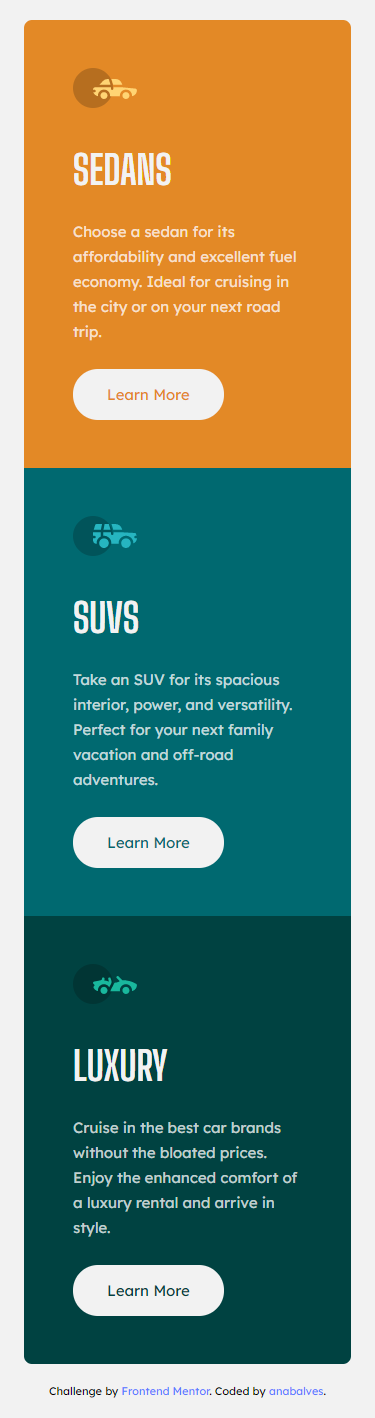 SEDANS
Choose a sedan for its
affordability and excellent fuel
economy. Ideal for cruising in
the city or on your next road
trip.
Learn More
SUVS
Take an SUV for its spacious
interior, power, and versatility.
Perfect for your next family
vacation and off-road
adventures.
Learn More
LUXURY
Cruise in the best car brands
without the bloated prices.
Enjoy the enhanced comfort of
a luxury rental and arrive in
style.
Learn More
Challenge by Frontend Mentor. Coded by anabalves.